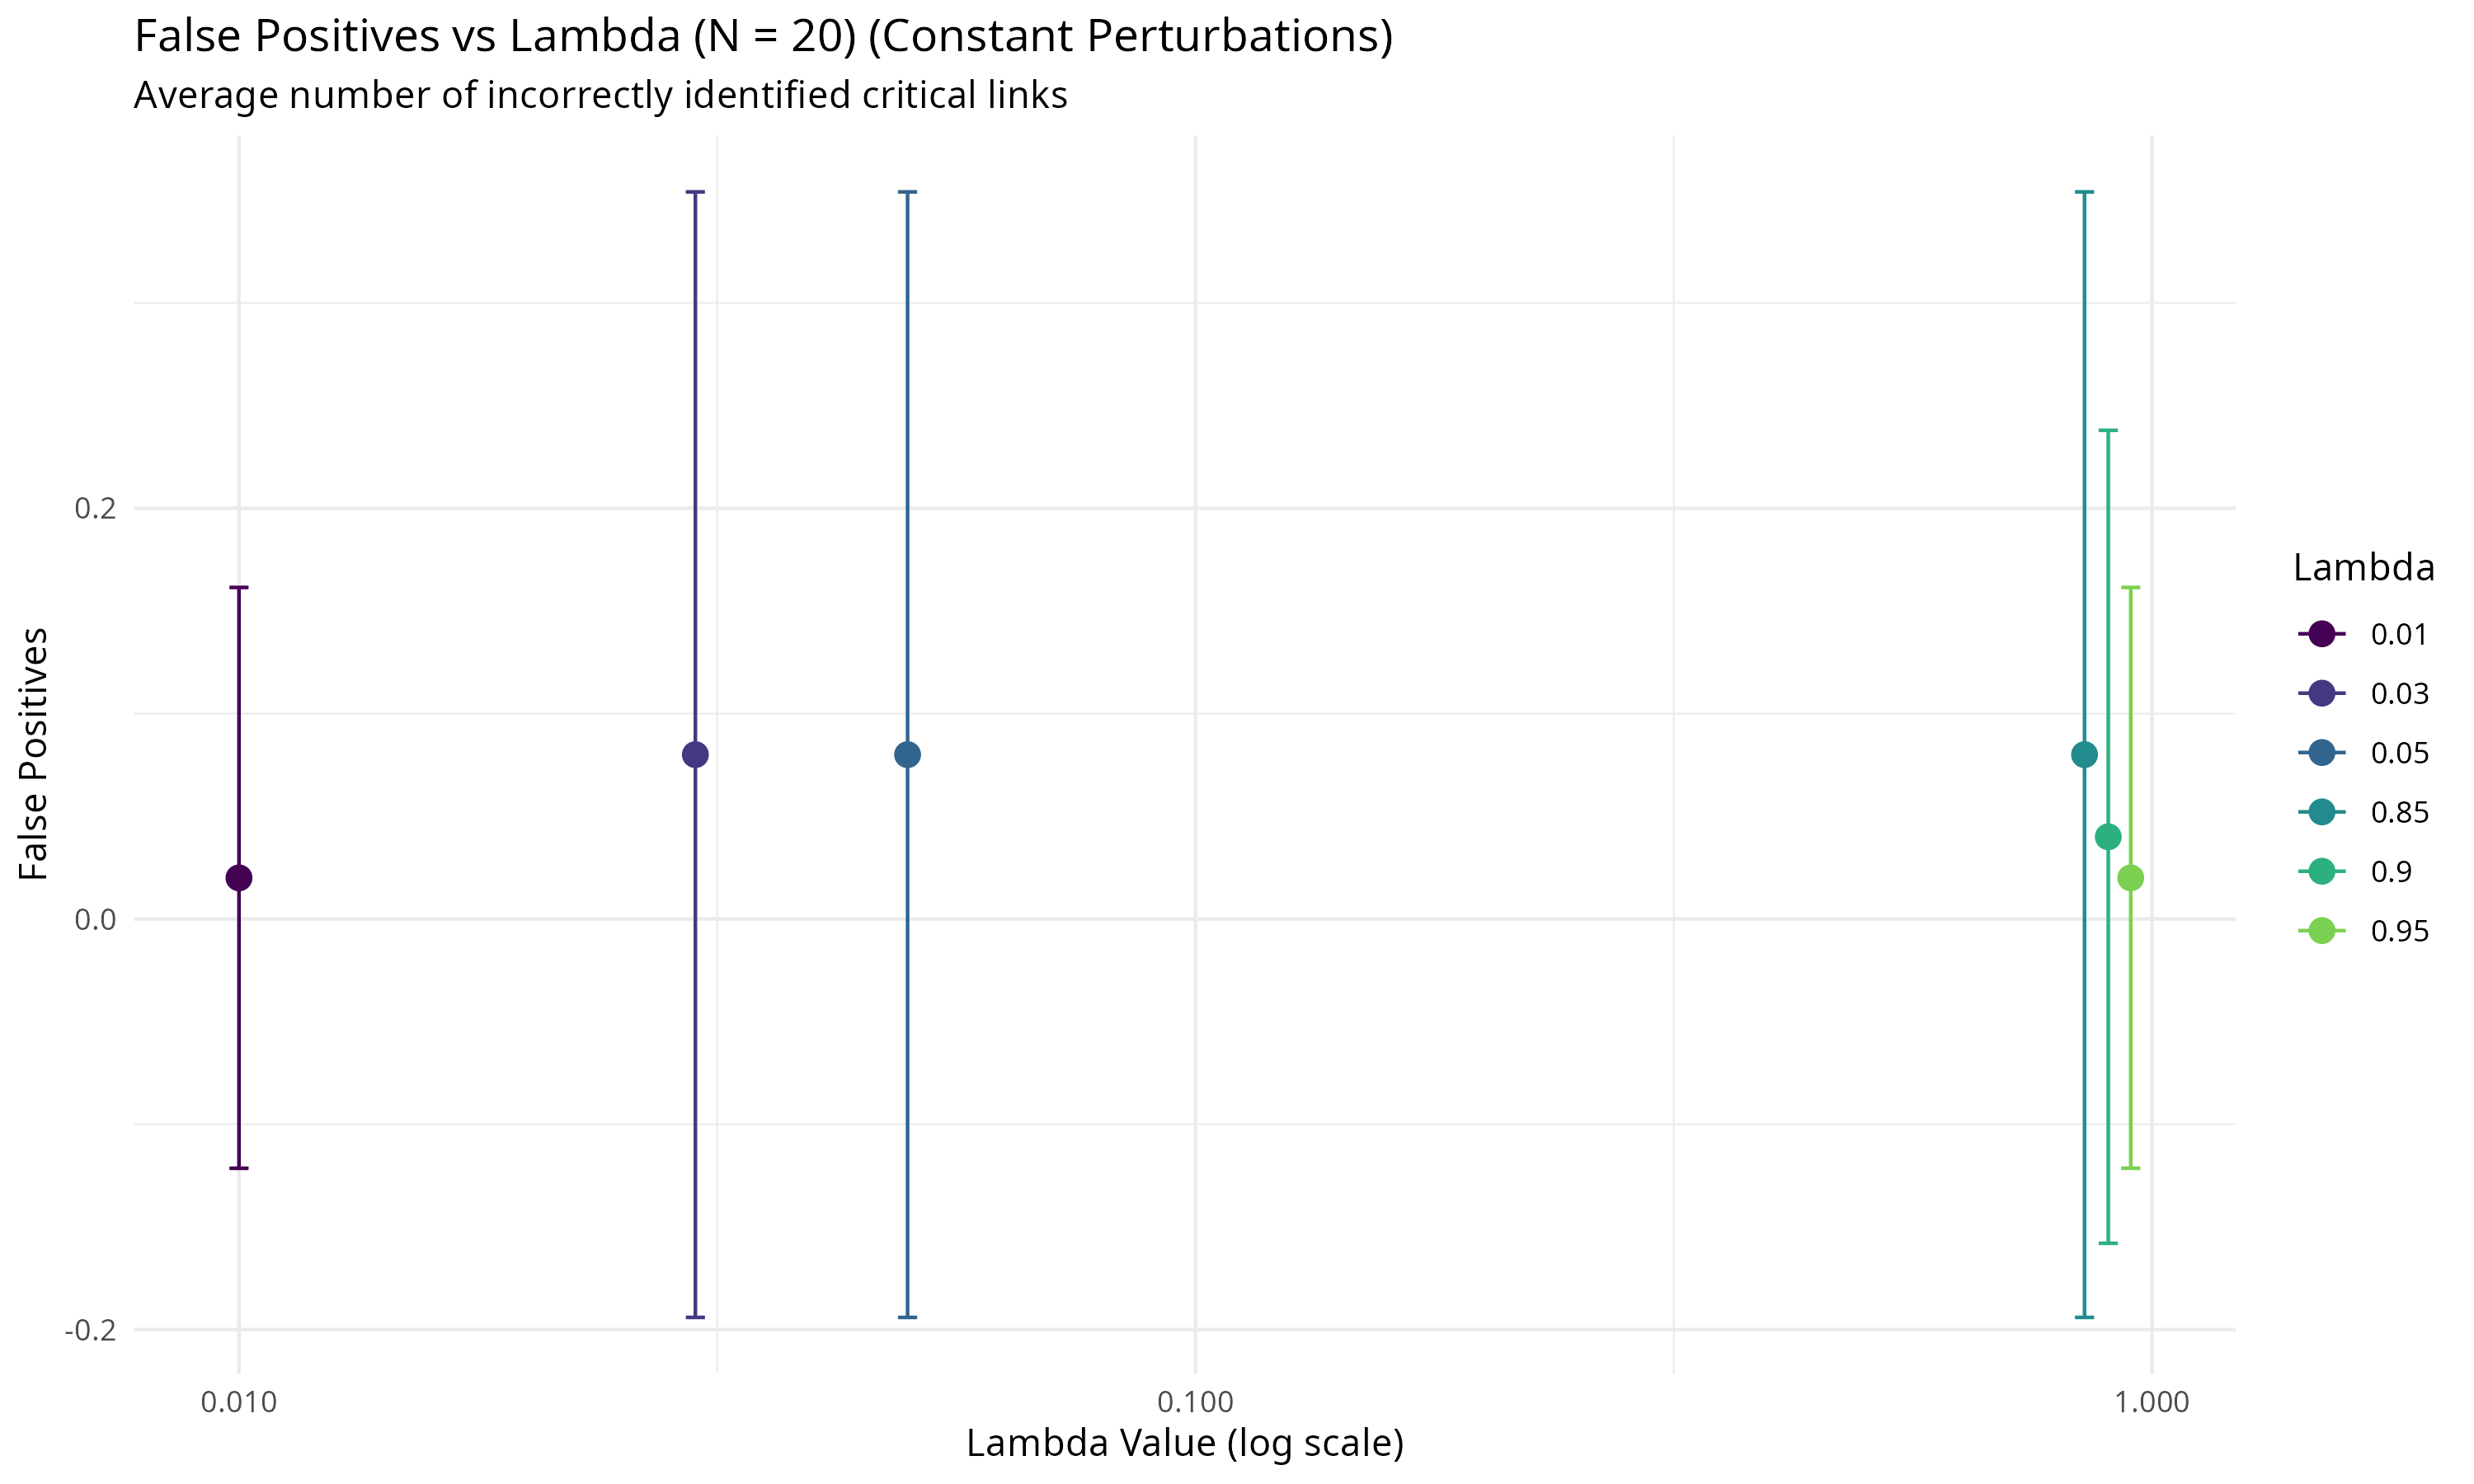 False Positives vs Lambda (N = 20) (Constant Perturbations)
Average number of incorrectly identified critical links
False Positives
0.2
0.0
-0.2
0.010
0.100
1.000
Lambda Value (log scale)
Lambda
0.01
0.03
0.05
0.85
0.9
0.95